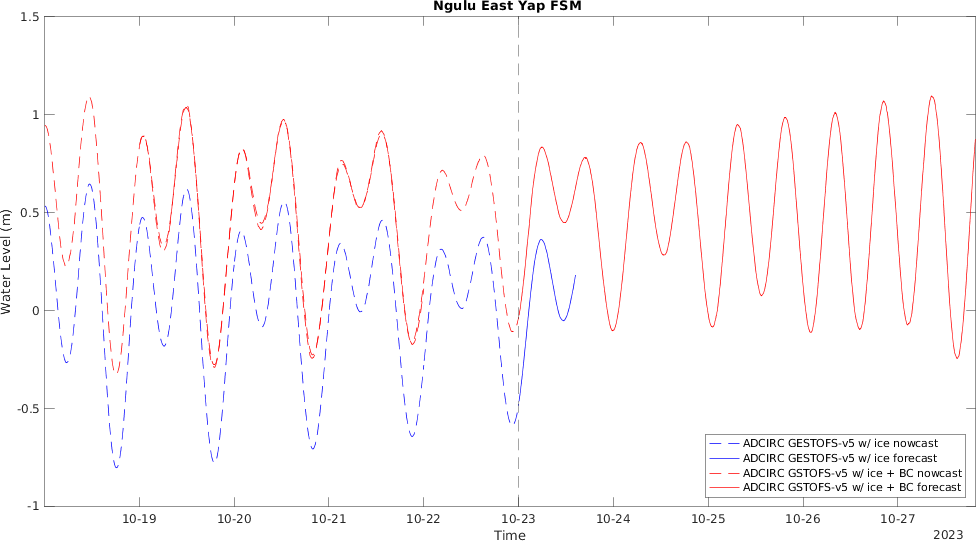 Ngulu East Yap FSM
1.5
1
0.5
0
-0.5
-1
Water Level (m)
10-19
10-20
10-21
10-22
10-23
10-24
10-25
10-26
10-27
Time
2023
ADCIRC GESTOFS-v5 w/ ice nowcast
ADCIRC GESTOFS-v5 w/ ice forecast
ADCIRC GSTOFS-v5 w/ ice + BC nowcast
ADCIRC GSTOFS-v5 w/ ice + BC forecast